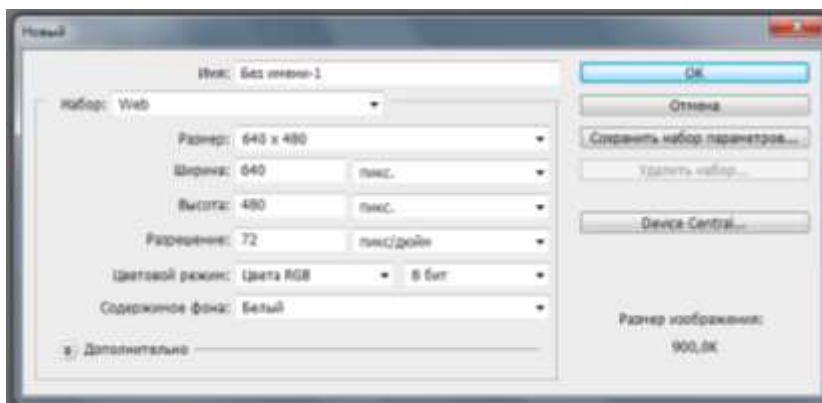 Новый
Имя: Без имени-1
OK
Набор: Web
Отмена
Размер: 640 x 480
Сохранить набор параметров...
Ширина: 640 пикс.
Удалить набор...
Высота: 480 пикс.
Device Central...
Разрешение: 72 пикс/дюйм
Цветовой режим: Цвета RGB 8 бит
Содержимое фона: Белый
Размер изображения:
900,0K
Дополнительно